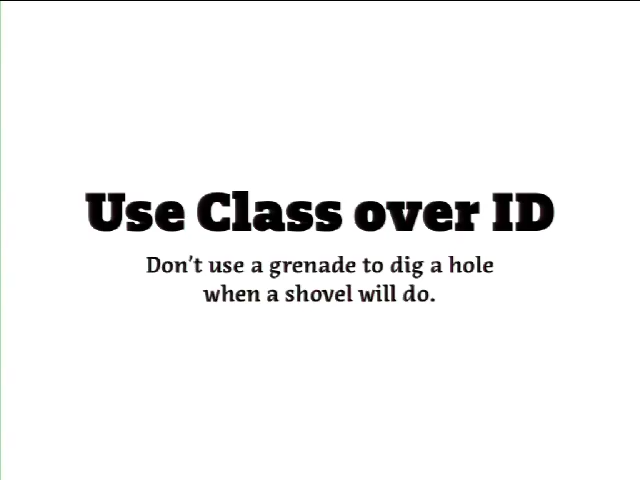 Use Class over ID
Don't use a grenade to dig a hole
when a shovel will do.